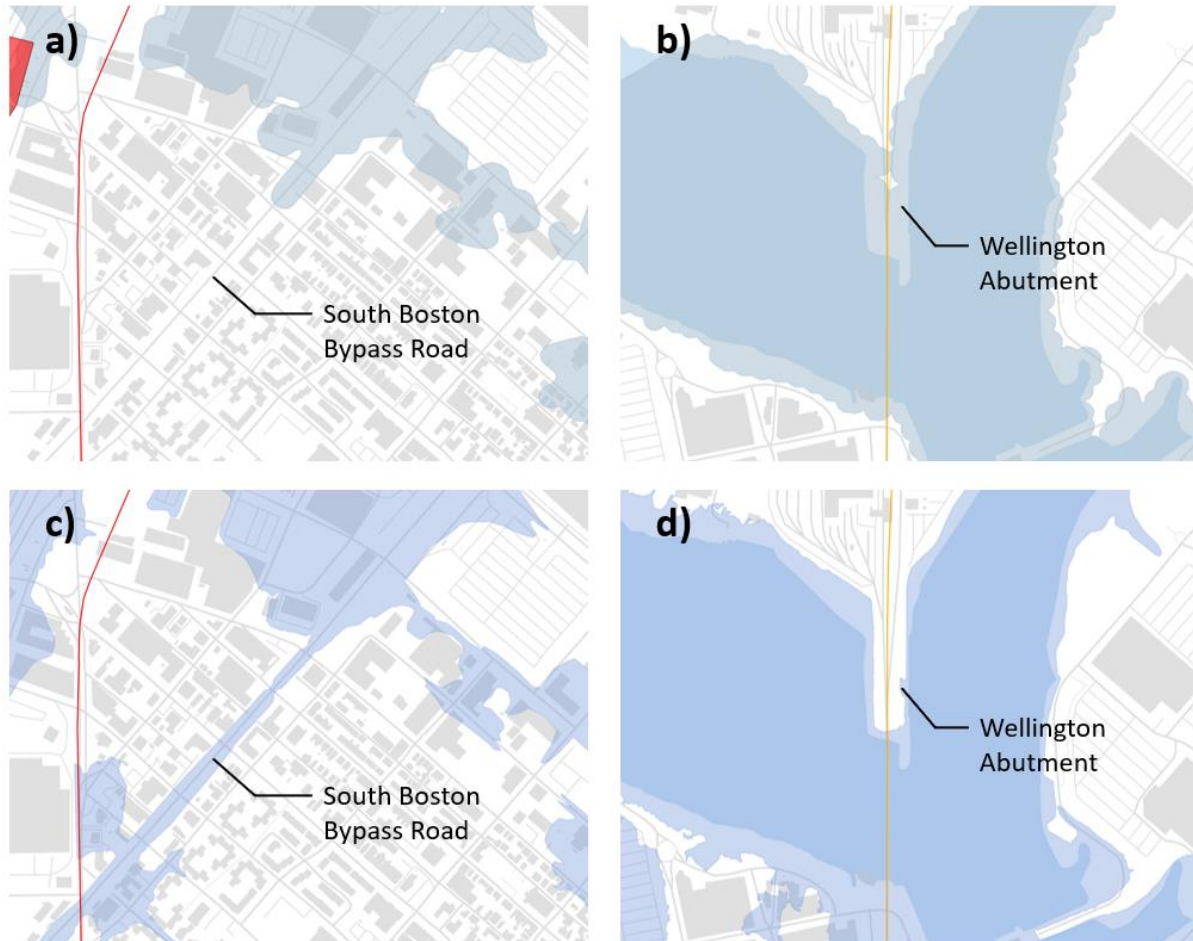 a)
South Boston
Bypass Road
b)
Wellington
Abutment
c)
South Boston
Bypass Road
d)
Wellington
Abutment